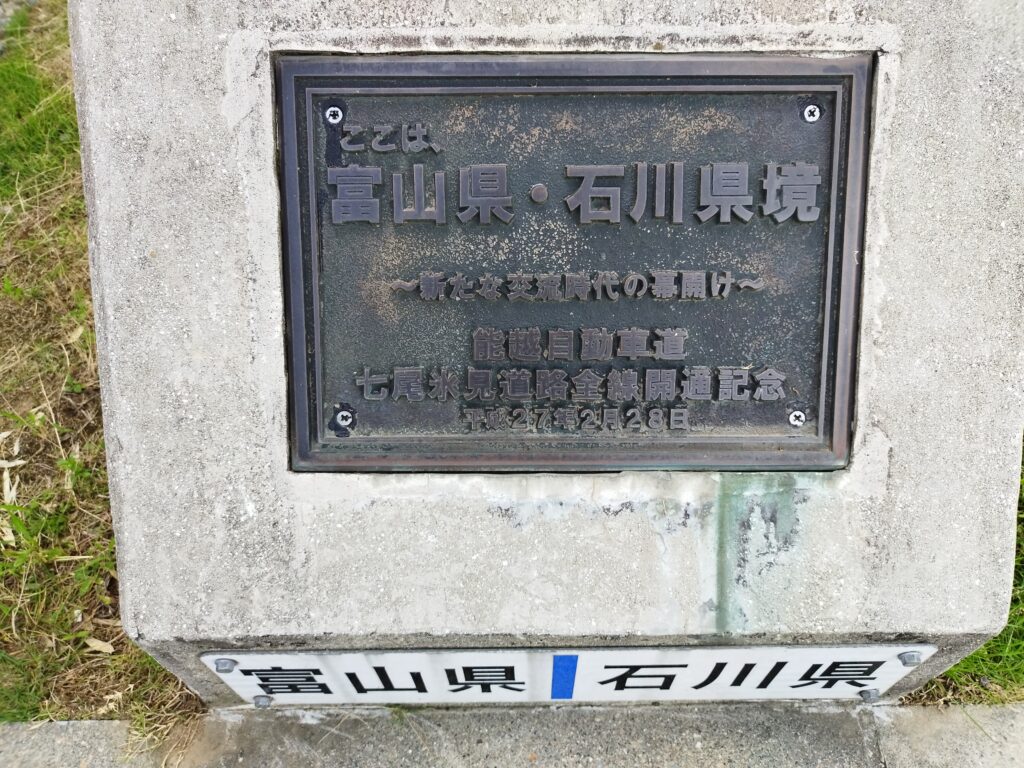 ここは、
富山県・石川県境
～新たな交流時代の幕開け～
能越自動車道
七尾氷見道路全線開通記念
平成27年2月28日
富山県 石川県